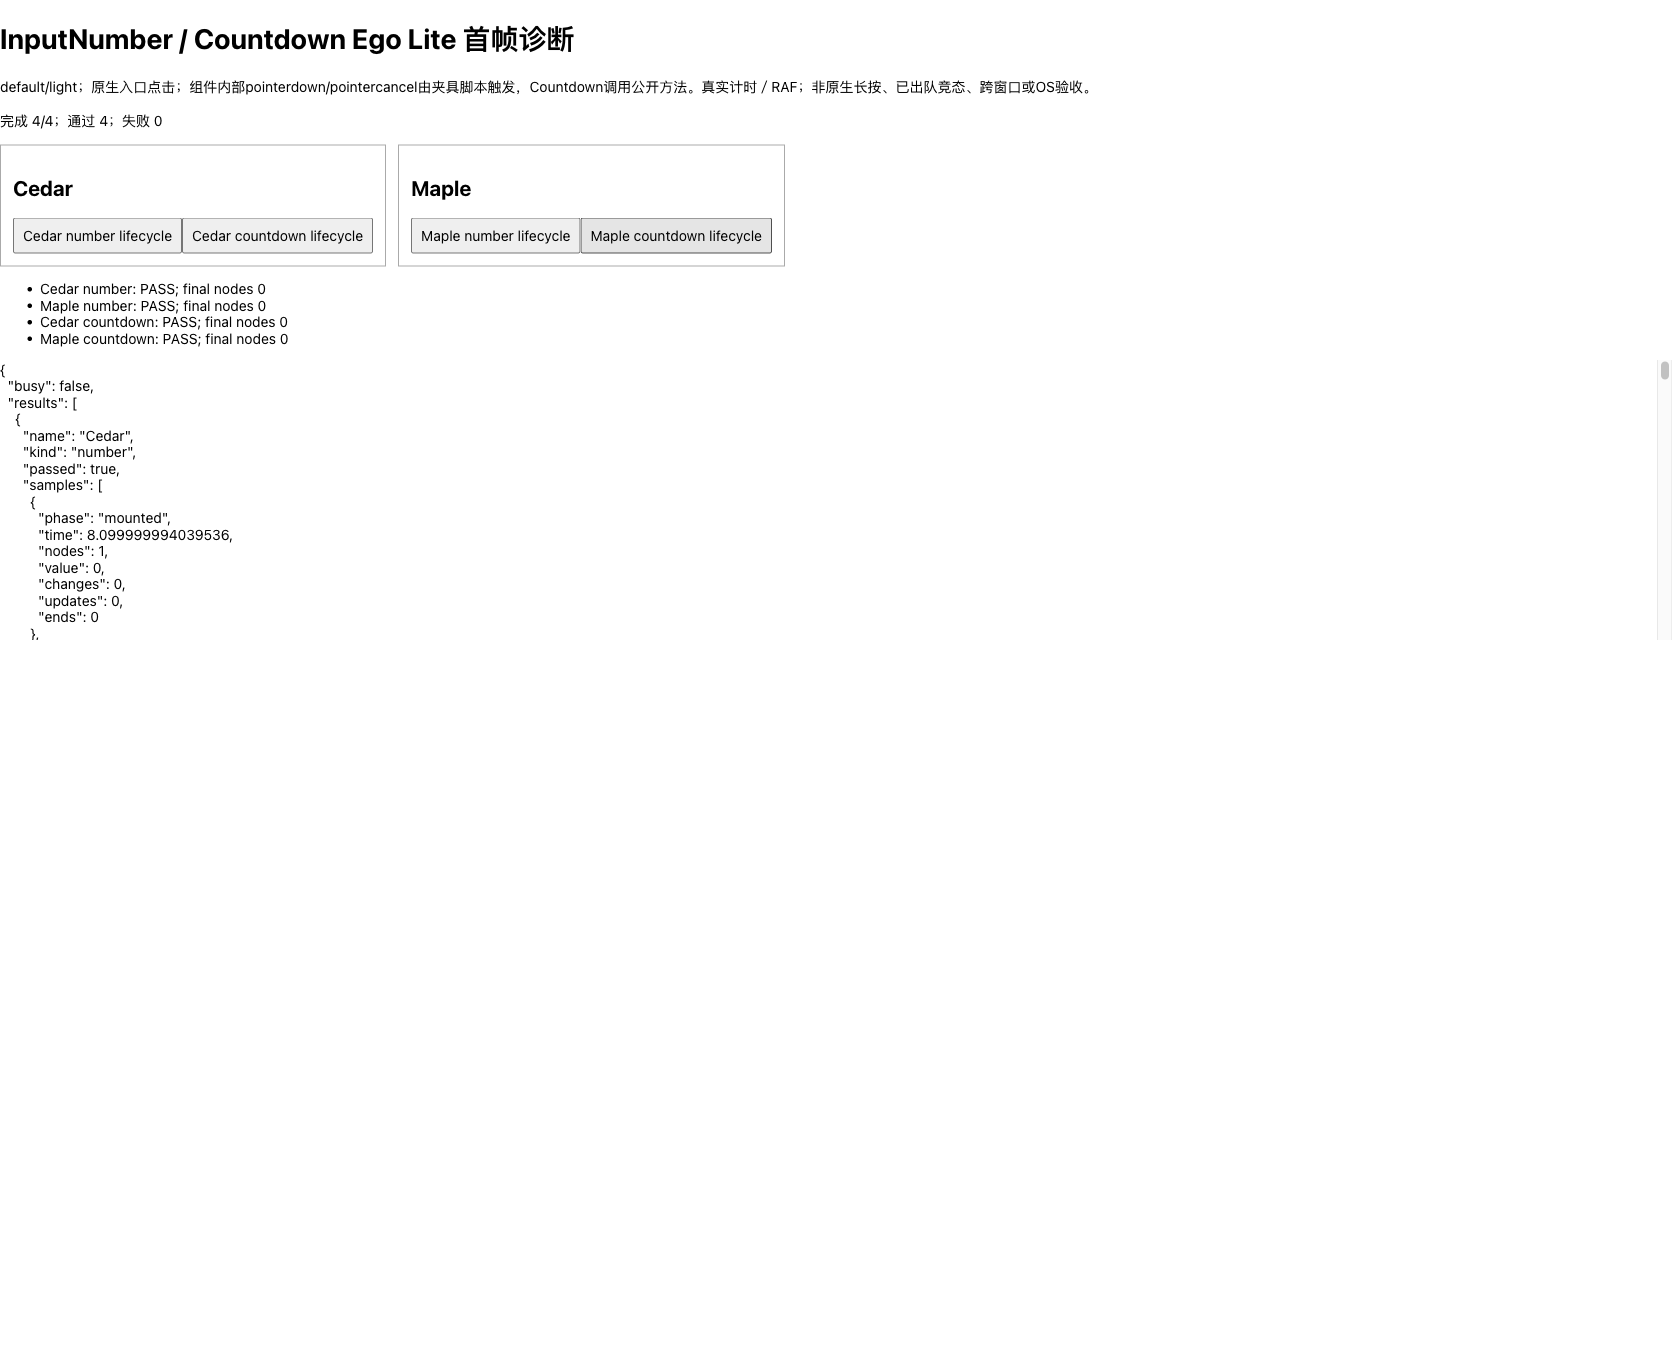 InputNumber / Countdown Ego Lite 首帧诊断
default/light；原生入口点击；组件内部pointerdown/pointercancel由夹具脚本触发，Countdown调用公开方法。真实计时 / RAF；非原生长按、已出队竞态、跨窗口或OS验收。
完成 4/4；通过 4；失败 0
Cedar
Cedar number lifecycle
Cedar countdown lifecycle
Maple
Maple number lifecycle
Maple countdown lifecycle
• Cedar number: PASS; final nodes 0
• Maple number: PASS; final nodes 0
• Cedar countdown: PASS; final nodes 0
• Maple countdown: PASS; final nodes 0
{
  "busy": false,
  "results": [
    {
      "name": "Cedar",
      "kind": "number",
      "passed": true,
      "samples": [
        {
          "phase": "mounted",
          "time": 8.099999994039536,
          "nodes": 1,
          "value": 0,
          "changes": 0,
          "updates": 0,
          "ends": 0
        },